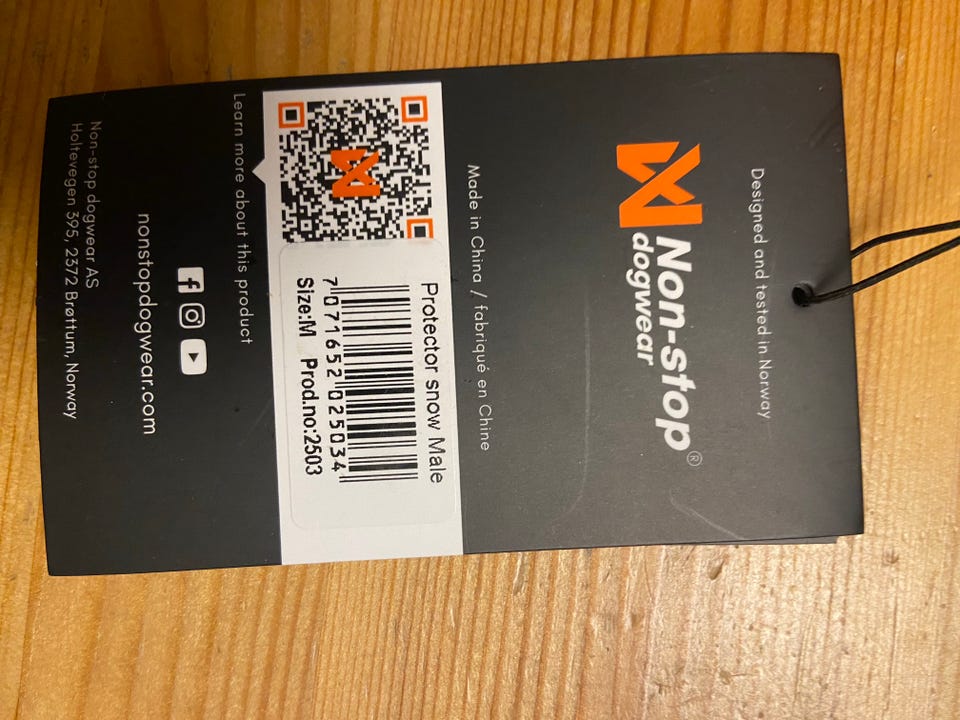 Designed and tested in Norway
Non-stop®
dogwear
Made in China / fabriqué en Chine
Protector snow Male
7 071652 025034
Size:M Prod.no:2503
Learn more about this product
nonstopdogwear.com
Non-stop dogwear AS
Holtevegen 395, 2372 Brøttum, Norway